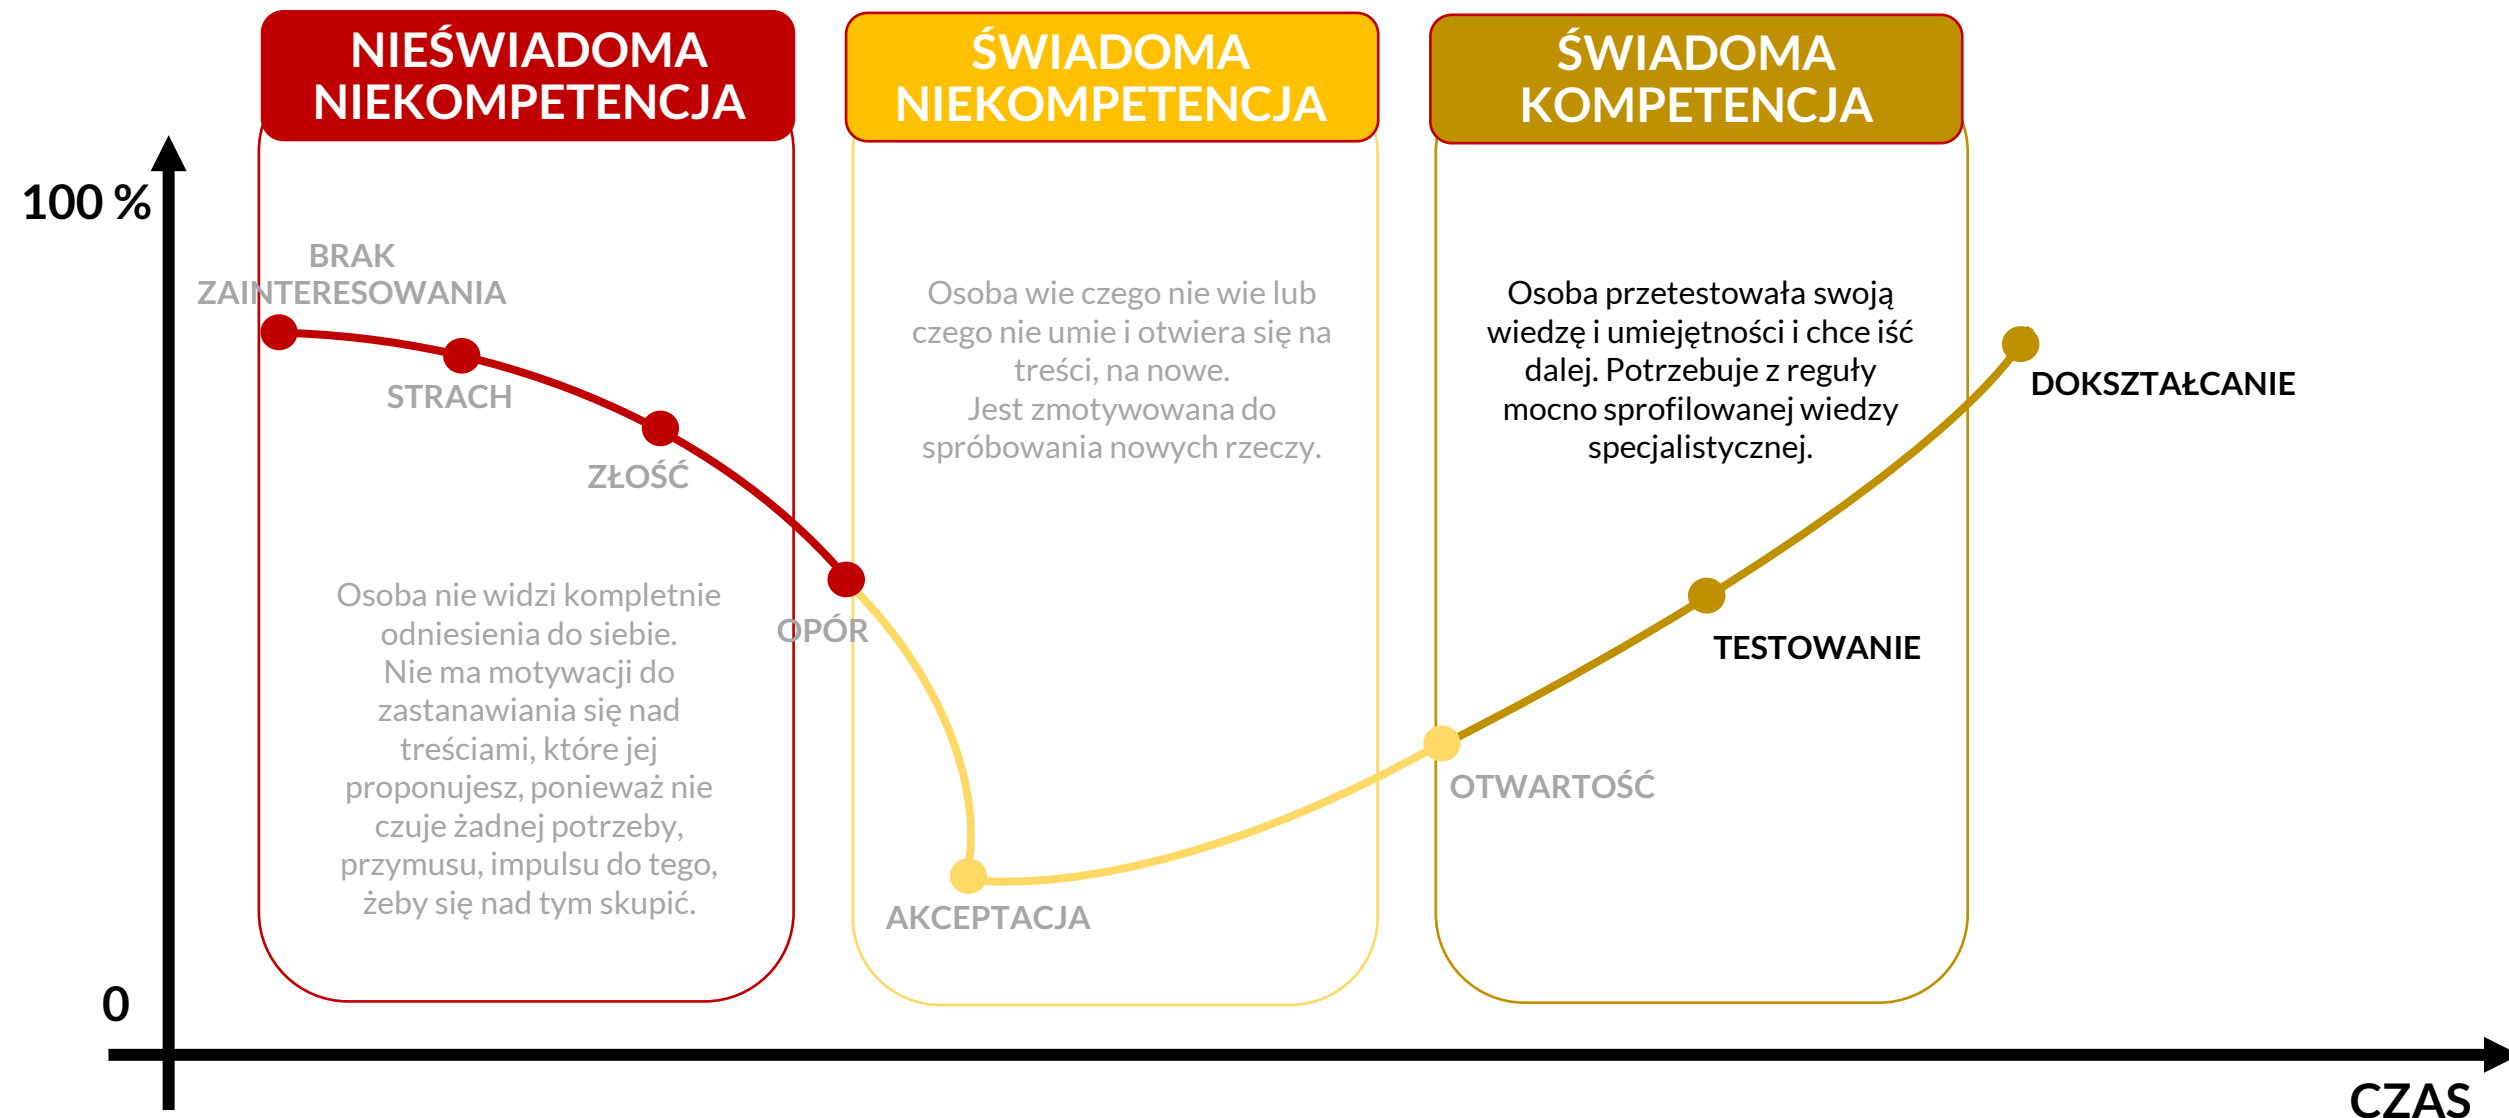 NIEŚWIADOMA
NIEKOMPETENCJA
ŚWIADOMA
NIEKOMPETENCJA
ŚWIADOMA
KOMPETENCJA
100 %
BRAK
ZAINTERESOWANIA
STRACH
ZŁOŚĆ
OPÓR
Osoba nie widzi kompletnie
odniesienia do siebie.
Nie ma motywacji do
zastanawiania się nad
treściami, które jej
proponujesz, ponieważ nie
czuje żadnej potrzeby,
przymusu, impulsu do tego,
żeby się nad tym skupić.
Osoba wie czego nie wie lub
czego nie umie i otwiera się na
treści, na nowe.
Jest zmotywowana do
spróbowania nowych rzeczy.
AKCEPTACJA
Osoba przetestowała swoją
wiedzę i umiejętności i chce iść
dalej. Potrzebuje z reguły
mocno sprofilowanej wiedzy
specjalistycznej.
OTWARTOŚĆ
TESTOWANIE
DOKSZTAŁCANIE
0
CZAS